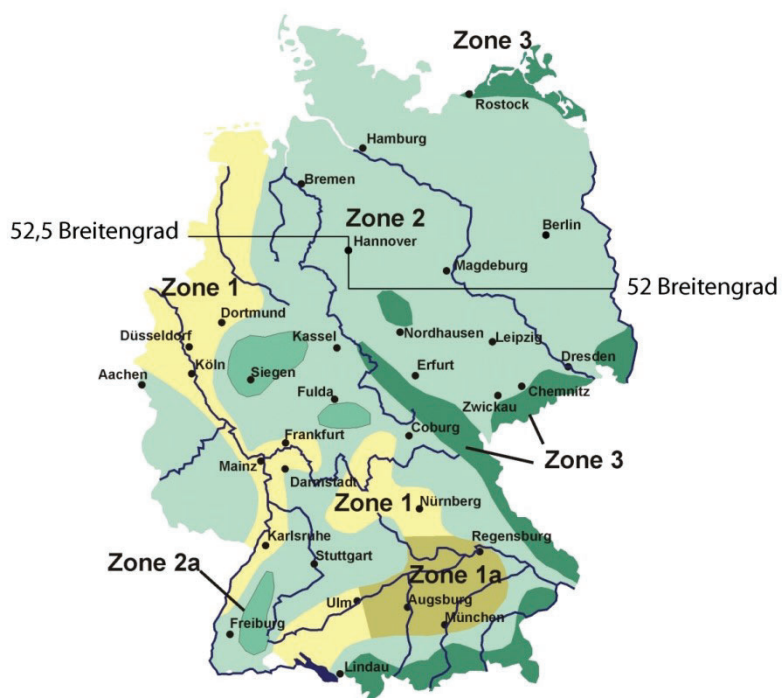 Zone 3
Rostock
Hamburg
Bremen
52,5 Breitengrad
Zone 2
Berlin
Hannover
Magdeburg
Zone 1
52 Breitengrad
Dortmund
Düsseldorf
Kassel
Nordhausen
Leipzig
Köln
Siegen
Erfurt
Dresden
Aachen
Fulda
Zwickau
Chemnitz
Frankfurt
Coburg
Zone 3
Mainz
Darmstadt
Zone 1
Nürnberg
Karlsruhe
Regensburg
Zone 2a
Stuttgart
Zone 1a
Ulm
Augsburg
Freiburg
München
Lindau